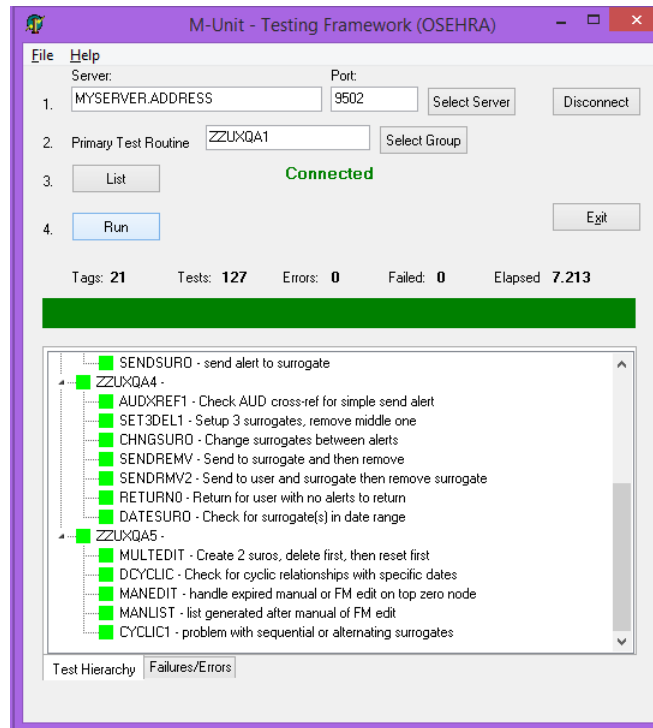 M-Unit - Testing Framework (OSEHRA)
File Help
Server: Port:
1. MYSERVER.ADDRESS 9502 Select Server Disconnect
2. Primary Test Routine ZZUXQA1 Select Group
3. List Connected
4. Run Exit
Tags: 21 Tests: 127 Errors: 0 Failed: 0 Elapsed 7.213
SENDSURO - send alert to surrogate
ZZUXQA4 -
AUDXREF1 - Check AUD cross-ref for simple send alert
SET3DEL1 - Setup 3 surrogates, remove middle one
CHNGSURO - Change surrogates between alerts
SENDREMV - Send to surrogate and then remove
SENDRMV2 - Send to user and surrogate then remove surrogate
RETURN0 - Return for user with no alerts to return
DATESURO - Check for surrogate(s) in date range
ZZUXQA5 -
MULTEDIT - Create 2 suros, delete first, then reset first
DCYCLIC - Check for cyclic relationships with specific dates
MANEDIT - handle expired manual or FM edit on top zero node
MANLIST - list generated after manual of FM edit
CYCLIC1 - problem with sequential or alternating surrogates
Test Hierarchy Failures/Errors